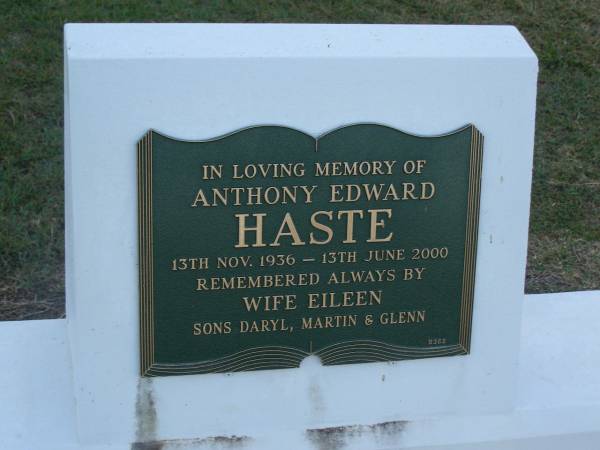 IN LOVING MEMORY OF
ANTHONY EDWARD
HASTE
13TH NOV. 1936 — 13TH JUNE 2000
REMEMBERED ALWAYS BY
WIFE EILEEN
SONS DARYL, MARTIN & GLENN